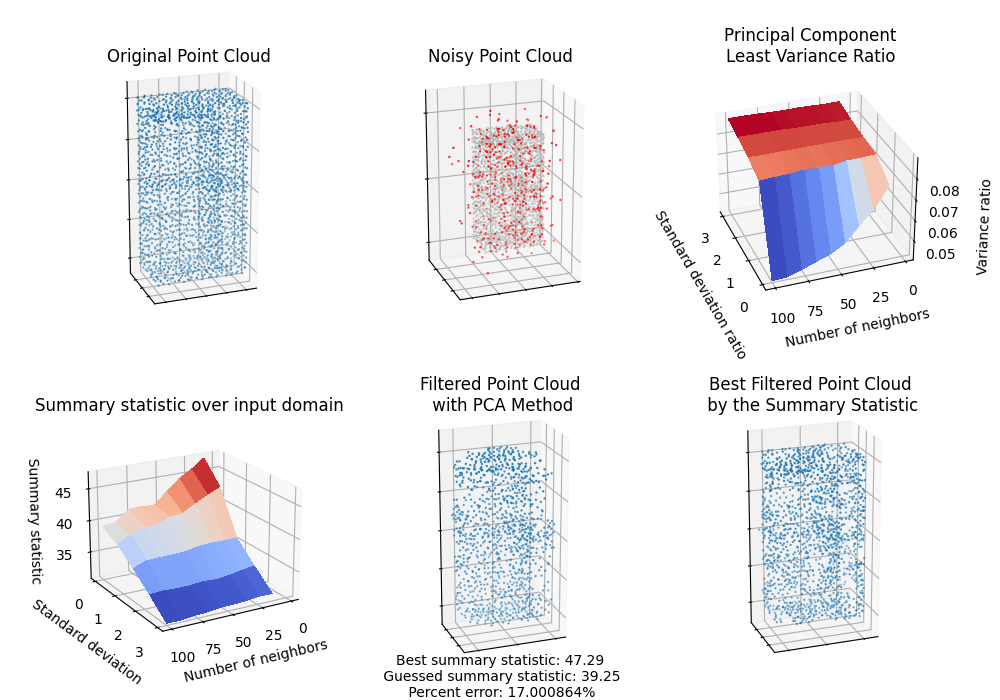 Original Point Cloud
Noisy Point Cloud
Principal Component
Least Variance Ratio
0.08
0.07
0.06
0.05
Variance ratio
3
2
1
0
Standard deviation ratio
100
75
50
25
0
Number of neighbors
Summary statistic over input domain
45
40
35
Summary statistic
0
1
2
3
Standard deviation
100
75
50
25
0
Number of neighbors
Filtered Point Cloud
with PCA Method
Best summary statistic: 47.29
Guessed summary statistic: 39.25
Percent error: 17.000864%
Best Filtered Point Cloud
by the Summary Statistic